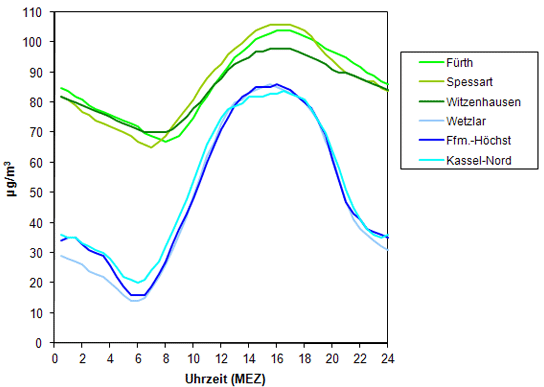 110
100
90
80
70
60
50
40
30
20
10
0
µg/m³
0 2 4 6 8 10 12 14 16 18 20 22 24
Uhrzeit (MEZ)
Fürth
Spessart
Witzenhausen
Wetzlar
Ffm.-Höchst
Kassel-Nord